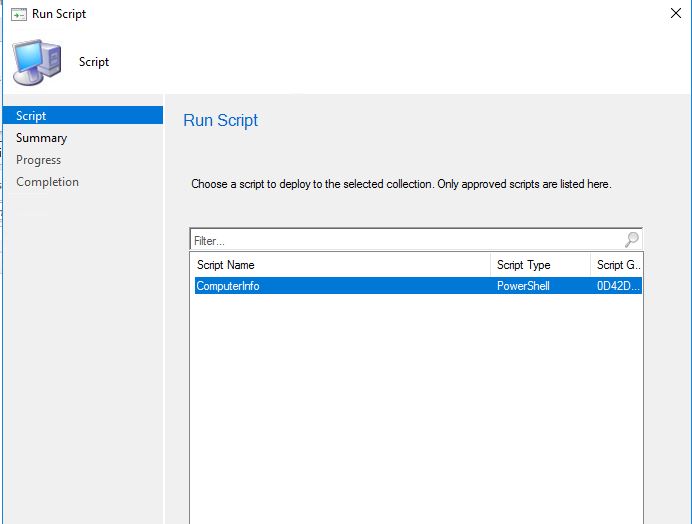 Run Script
Script
Script
Summary
Progress
Completion
Run Script
Choose a script to deploy to the selected collection. Only approved scripts are listed here.
Filter...
Script Name Script Type Script G..
ComputerInfo PowerShell 0D42D...